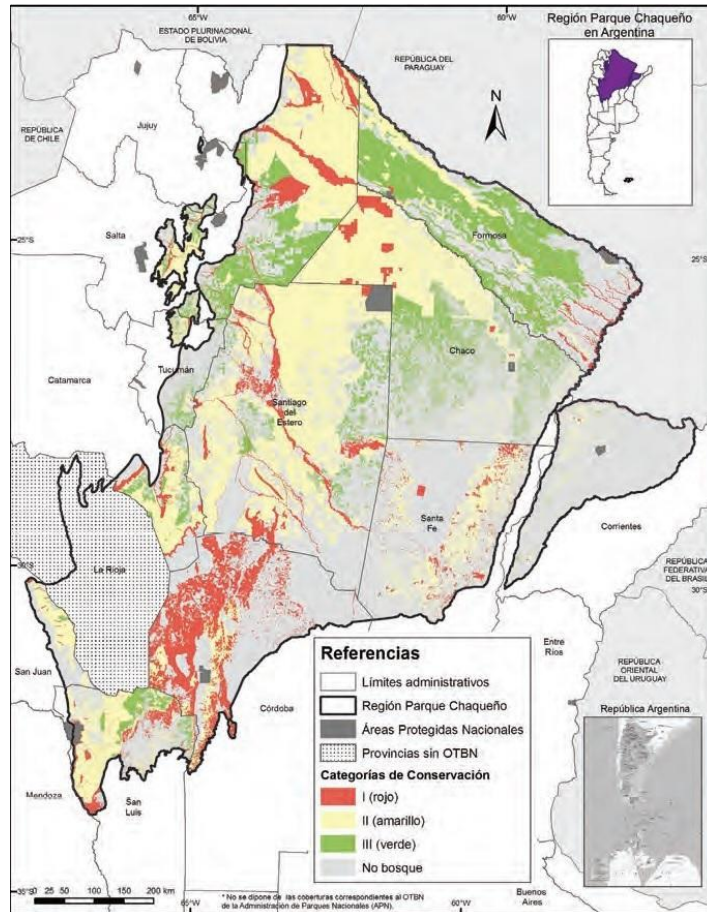 65°W
60°W
ESTADO PLURINACIONAL
DE BOLIVIA
REPÚBLICA DEL
PARAGUAY
Región Parque Chaqueño
en Argentina
N
REPÚBLICA
DE CHILE
Jujuy
Salta
Formosa
25°S
25°S
Chaco
Tucumán
Catamarca
Santiago
del
Estero
Santa
Fe
Corrientes
La Rioja
REPÚBLICA
FEDERATIVA
DEL BRASIL
30°S
30°S
Entre
Ríos
REPÚBLICA
ORIENTAL
DEL URUGUAY
San Juan
Córdoba
Mendoza
San
Luis
República Argentina
Referencias
Límites administrativos
Región Parque Chaqueño
Áreas Protegidas Nacionales
Provincias sin OTBN
Categorías de Conservación
I (rojo)
II (amarillo)
III (verde)
No bosque
35°S
0 25 50 100 150 200 km
65°W
* No se dispone de las coberturas correspondientes al OTBN
de la Administración de Parques Nacionales (APN).
60°W
Buenos
Aires